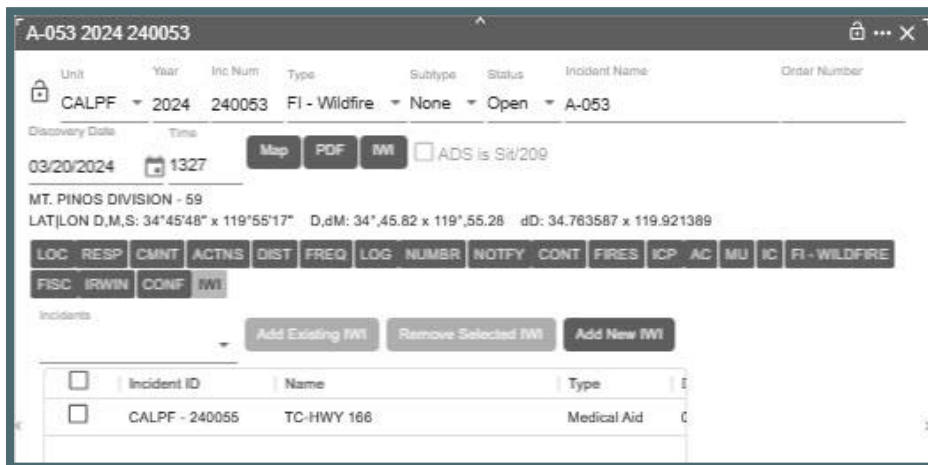 A-053 2024 240053
Unit Year Inc Num Type Subtype Status Incident Name Order Number
CALPF 2024 240053 FI - Wildfire None Open A-053
Discovery Date Time
03/20/2024 1327 Map PDF IWI ADS is Sit/209
MT. PINOS DIVISION - 59
LAT|LON D,M,S: 34°45'48" x 119°55'17" D,dM: 34°,45.82 x 119°,55.28 dD: 34.763587 x 119.921389
LOC RESP CMNT ACTNS DIST FREQ LOG NUMBR NOTFY CONT FIRES ICP AC MU IC FI - WILDFIRE
FISC IRWIN CONF IWI
Incidents
Add Existing IWI Remove Selected IWI Add New IWI
Incident ID Name Type
CALPF - 240055 TC-HWY 166 Medical Aid